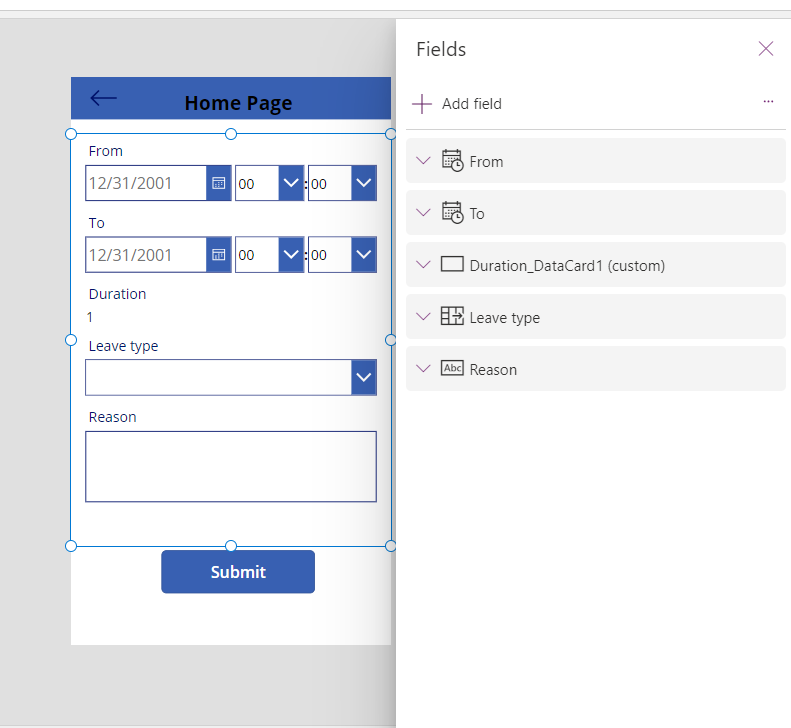 Home Page
From
12/31/2001 00 : 00
To
12/31/2001 00 : 00
Duration
1
Leave type
Reason
Submit
Fields
Add field
...
From
To
Duration_DataCard1 (custom)
Leave type
Abc Reason